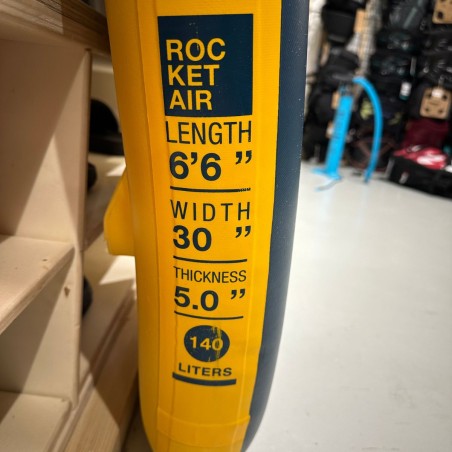 ROC
KET
AIR
LENGTH
6'6 ”
WIDTH
30 ”
THICKNESS
5.0 ”
140
LITERS